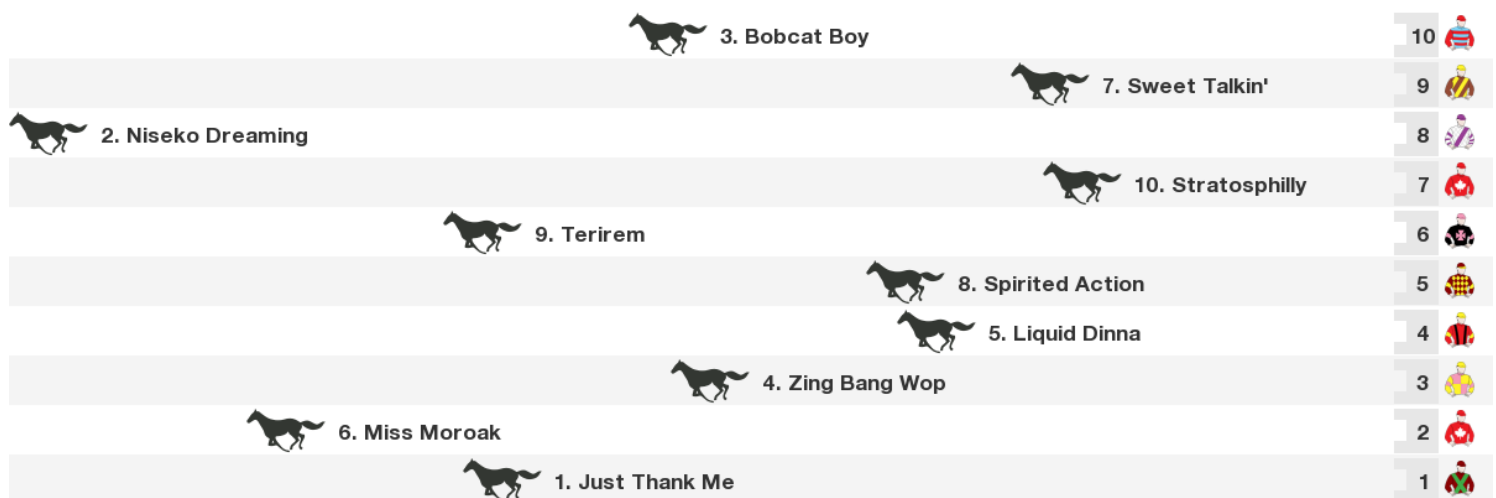 3. Bobcat Boy 10
7. Sweet Talkin' 9
2. Niseko Dreaming 8
10. Stratosphilly 7
9. Terirem 6
8. Spirited Action 5
5. Liquid Dinna 4
4. Zing Bang Wop 3
6. Miss Moroak 2
1. Just Thank Me 1